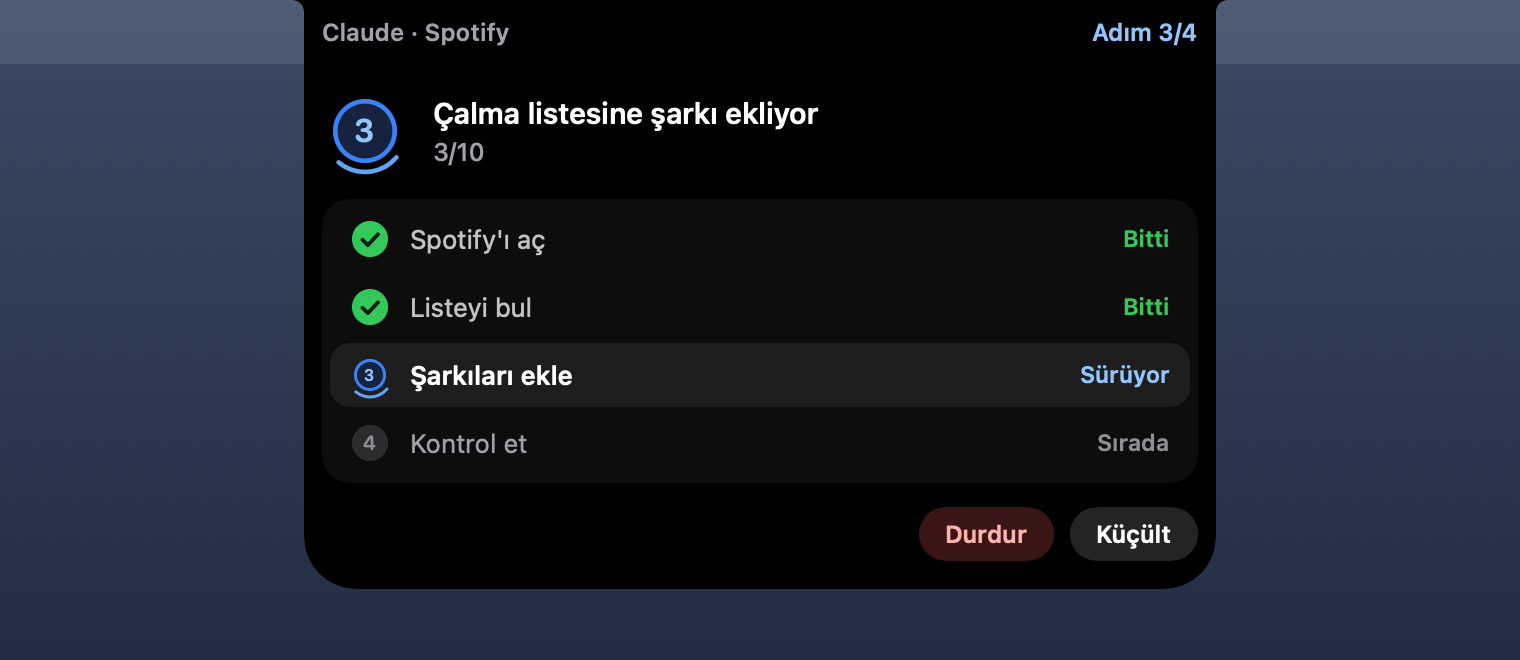 Claude · Spotify
Adım 3/4
3
Çalma listesine şarkı ekliyor
3/10
Spotify'ı aç
Bitti
Listeyi bul
Bitti
3
Şarkıları ekle
Sürüyor
4
Kontrol et
Sırada
Durdur
Küçült